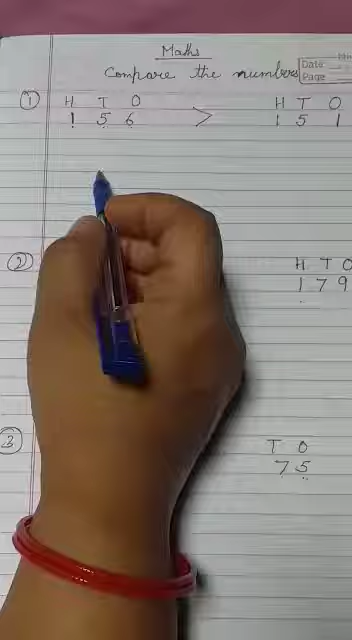 Maths
Compare the numbers
Date
Page
① H T O H T O
1 5 6 > 1 5 1
② H T O
1 7 9
③ T O
7 5